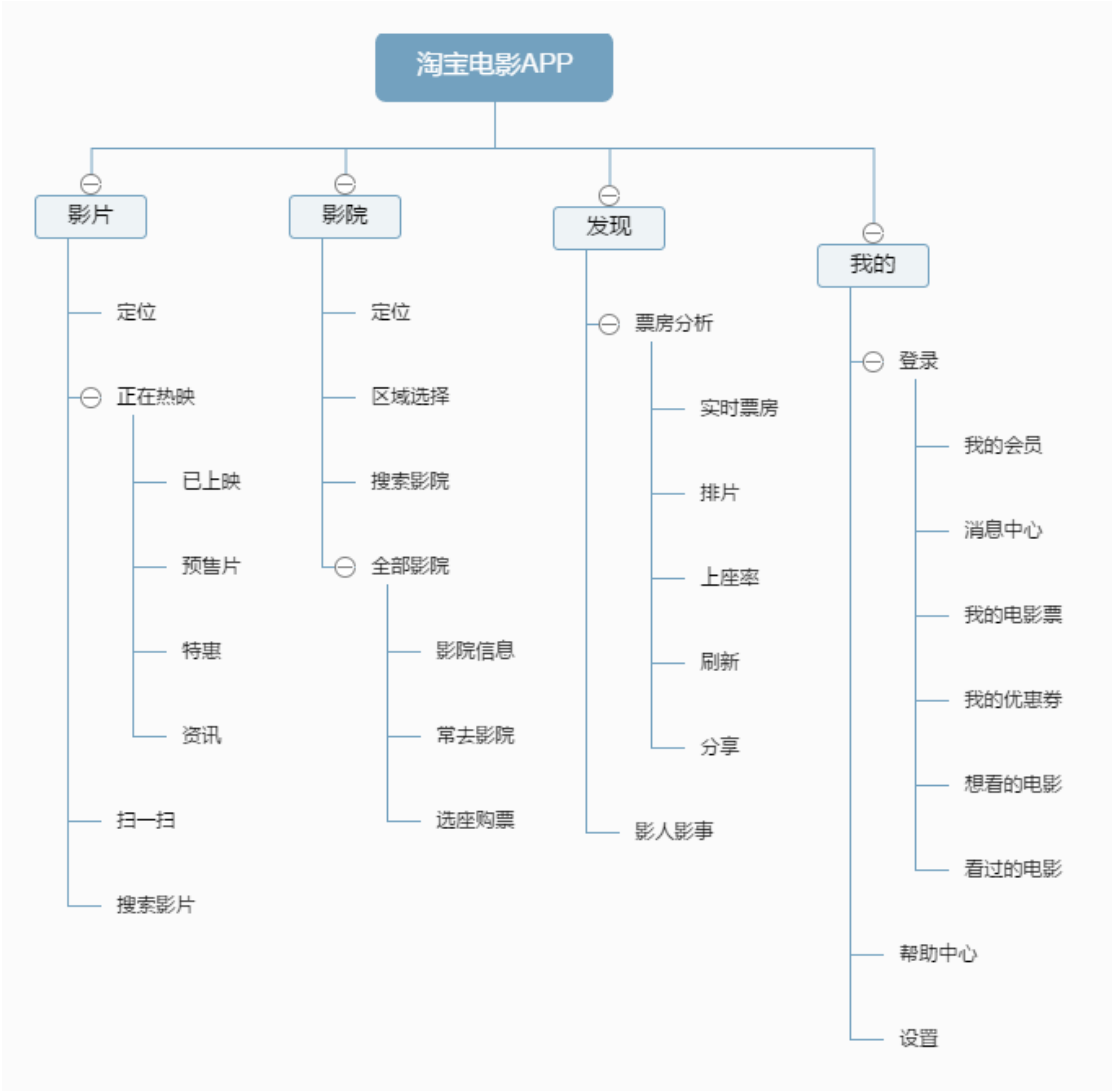 淘宝电影APP
影片
定位
正在热映
已上映
预售片
特惠
资讯
扫一扫
搜索影片
影院
定位
区域选择
搜索影院
全部影院
影院信息
常去影院
选座购票
发现
票房分析
实时票房
排片
上座率
刷新
分享
影人影事
我的
登录
我的会员
消息中心
我的电影票
我的优惠券
想看的电影
看过的电影
帮助中心
设置